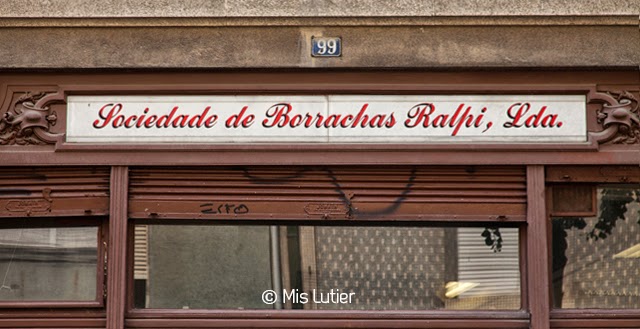 99
Sociedade de Borrachas Ralpi, Lda.
© Mis Lutier